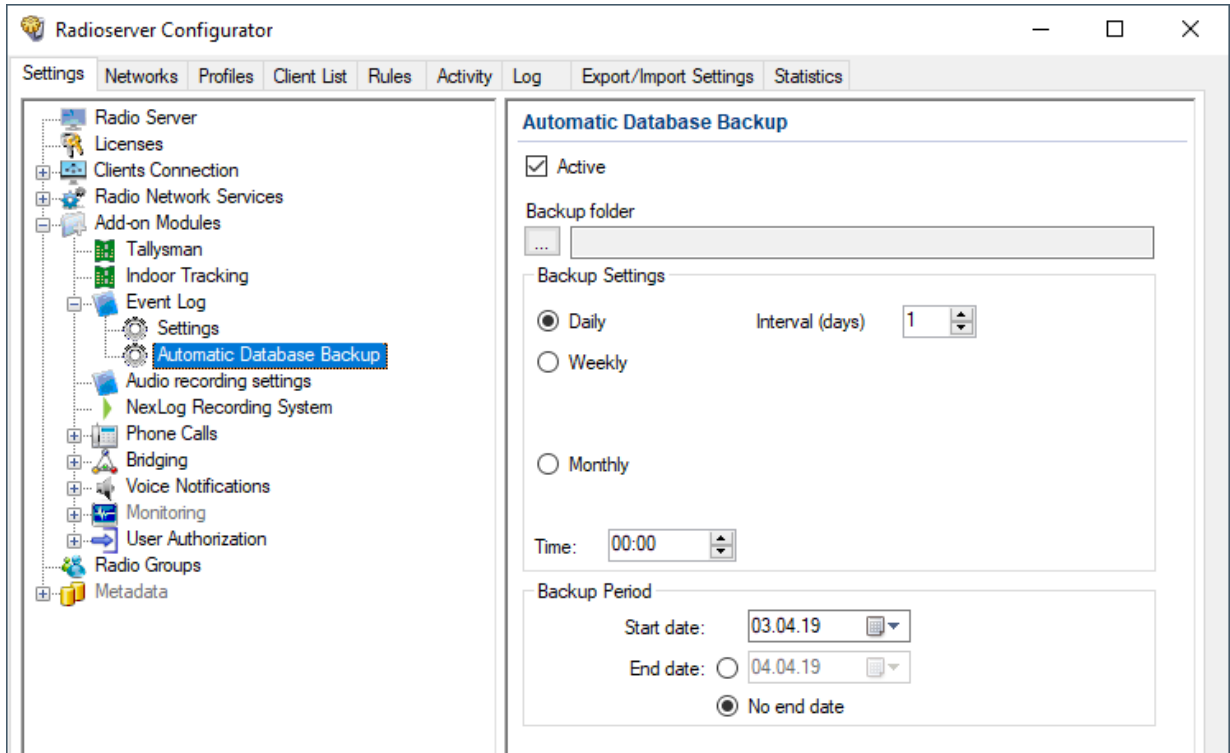 Radioserver Configurator
Settings Networks Profiles Client List Rules Activity Log Export/Import Settings Statistics
Radio Server
Licenses
Clients Connection
Radio Network Services
Add-on Modules
Tallysman
Indoor Tracking
Event Log
Settings
Automatic Database Backup
Audio recording settings
NexLog Recording System
Phone Calls
Bridging
Voice Notifications
Monitoring
User Authorization
Radio Groups
Metadata
Automatic Database Backup
Active
Backup folder
...
Backup Settings
Daily Interval (days) 1
Weekly
Monthly
Time: 00:00
Backup Period
Start date: 03.04.19
End date: 04.04.19
No end date